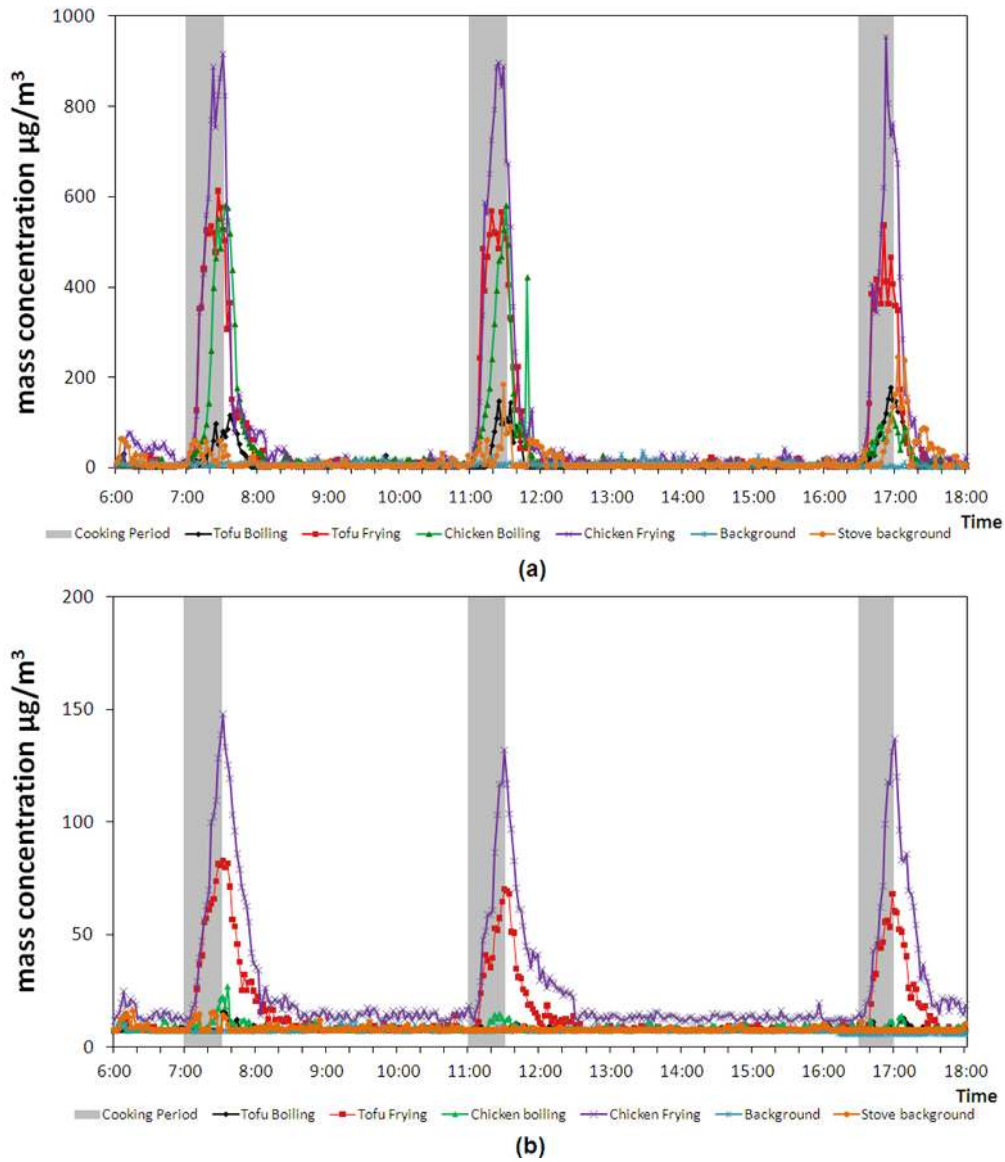 mass concentration µg/m³
1000
800
600
400
200
0
6:00 7:00 8:00 9:00 10:00 11:00 12:00 13:00 14:00 15:00 16:00 17:00 18:00
Time
Cooking Period Tofu Boiling Tofu Frying Chicken Boiling Chicken Frying Background Stove background
(a)
mass concentration µg/m³
200
150
100
50
0
6:00 7:00 8:00 9:00 10:00 11:00 12:00 13:00 14:00 15:00 16:00 17:00 18:00
Time
Cooking Period Tofu Boiling Tofu Frying Chicken boiling Chicken Frying Background Stove background
(b)